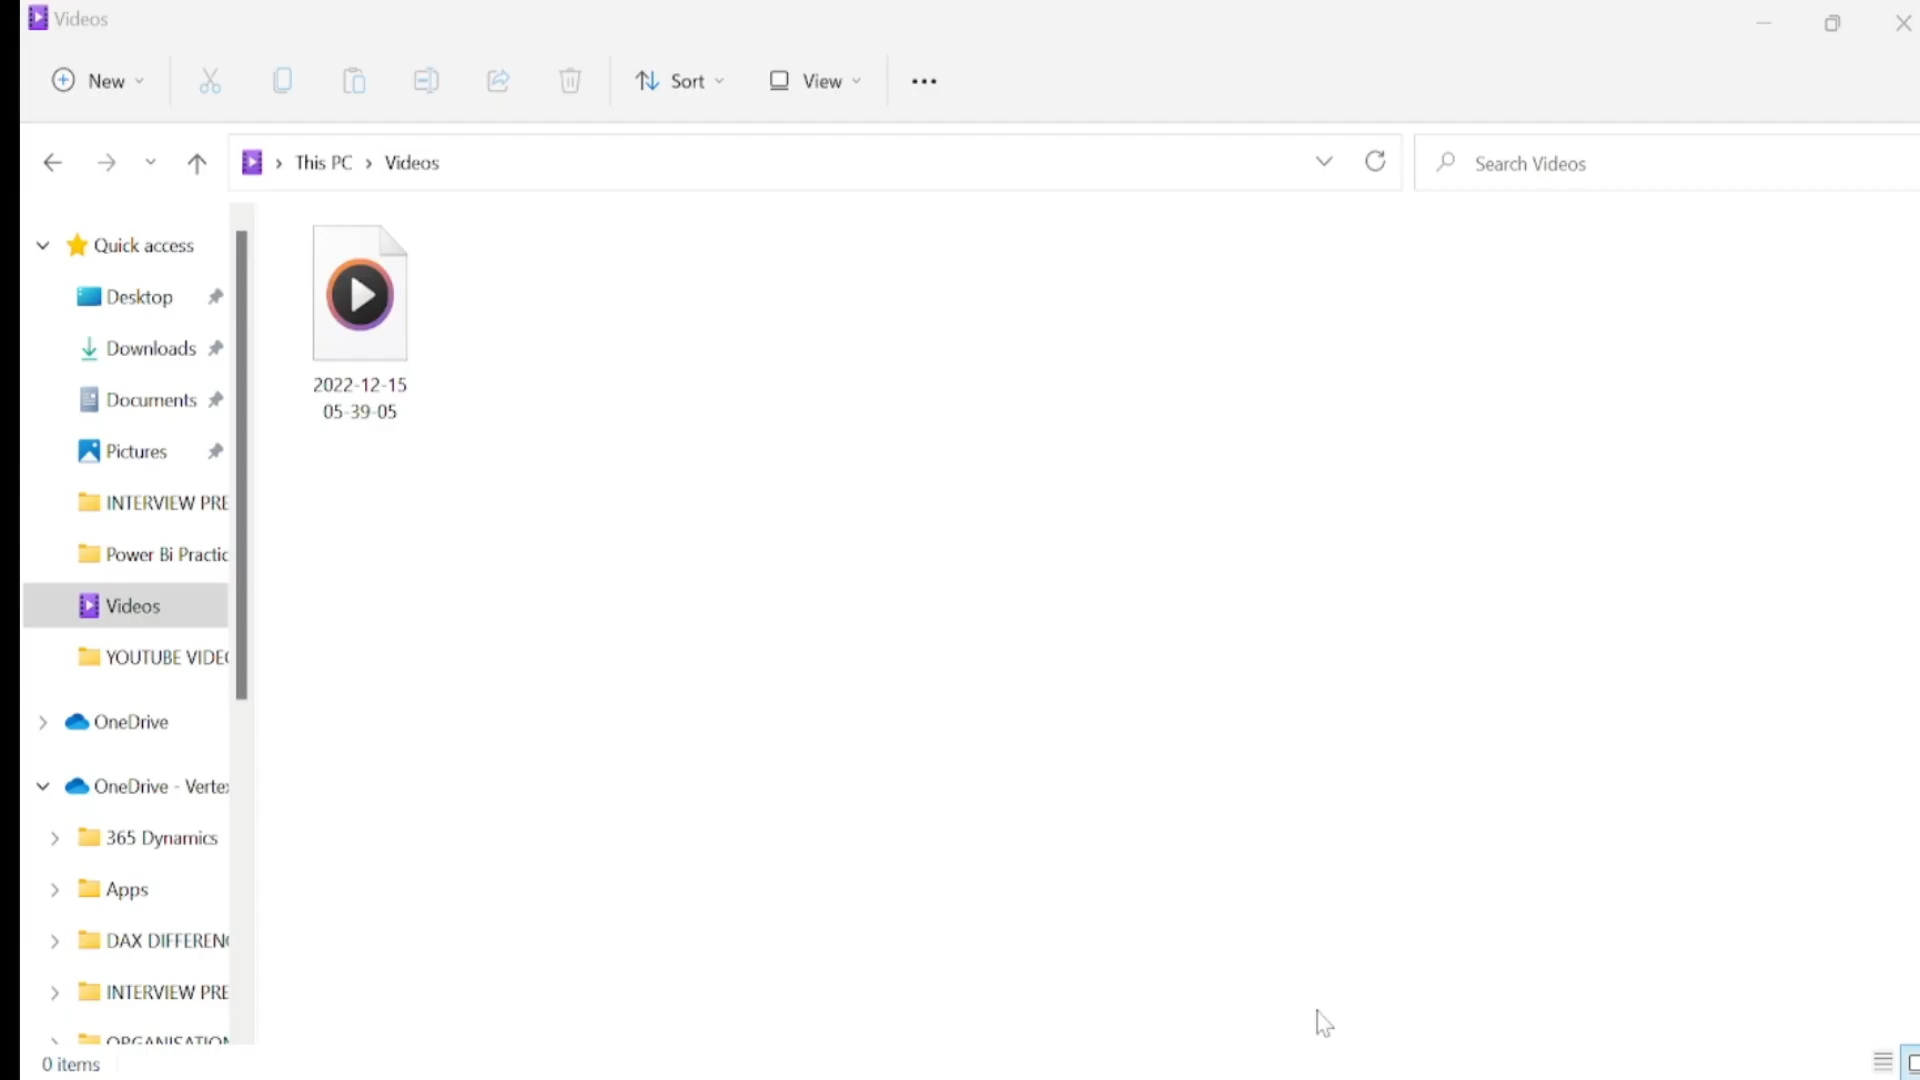 Videos
New
Sort
View
This PC
Videos
Search Videos
Quick access
Desktop
Downloads
Documents
Pictures
INTERVIEW PRE
Power Bi Practic
Videos
YOUTUBE VIDE
OneDrive
OneDrive - Vertex
365 Dynamics
Apps
DAX DIFFEREN
INTERVIEW PRE
ORGANISATION
2022-12-15
05-39-05
0 items